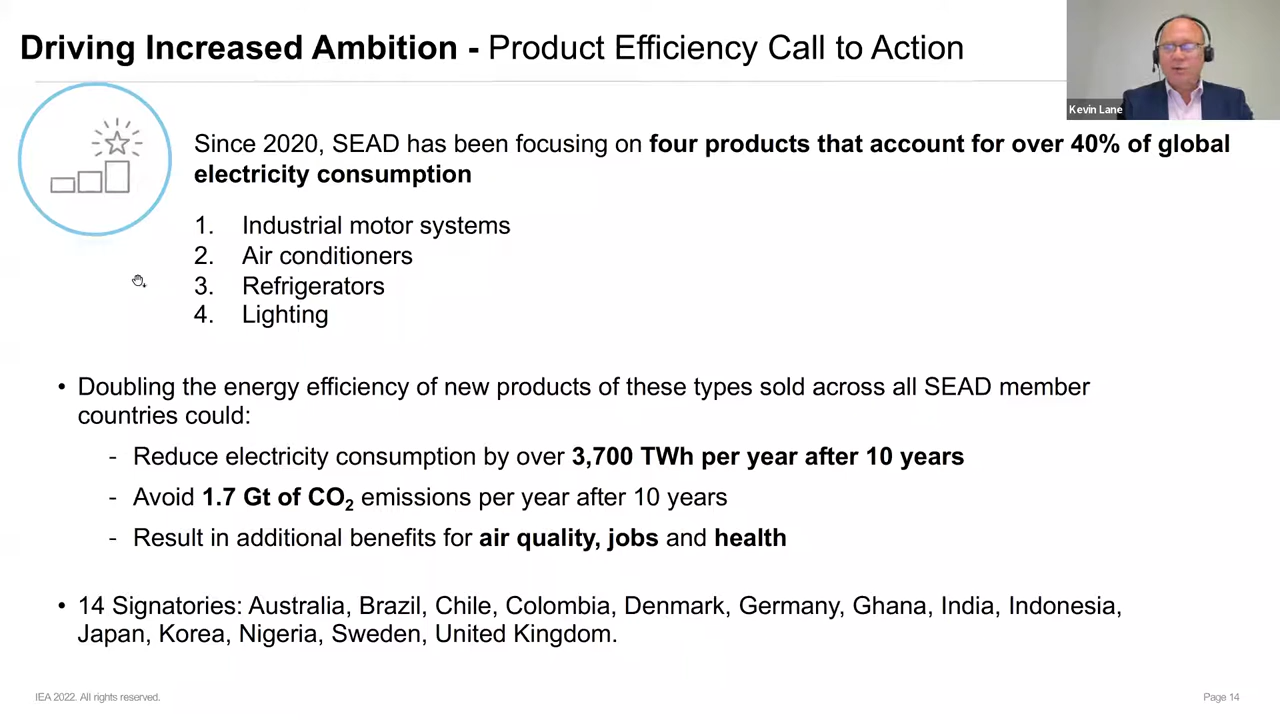 Driving Increased Ambition - Product Efficiency Call to Action
Kevin Lane
Since 2020, SEAD has been focusing on four products that account for over 40% of global
electricity consumption
1. Industrial motor systems
2. Air conditioners
3. Refrigerators
4. Lighting
• Doubling the energy efficiency of new products of these types sold across all SEAD member
countries could:
- Reduce electricity consumption by over 3,700 TWh per year after 10 years
- Avoid 1.7 Gt of CO2 emissions per year after 10 years
- Result in additional benefits for air quality, jobs and health
• 14 Signatories: Australia, Brazil, Chile, Colombia, Denmark, Germany, Ghana, India, Indonesia,
Japan, Korea, Nigeria, Sweden, United Kingdom.
IEA 2022. All rights reserved.
Page 14